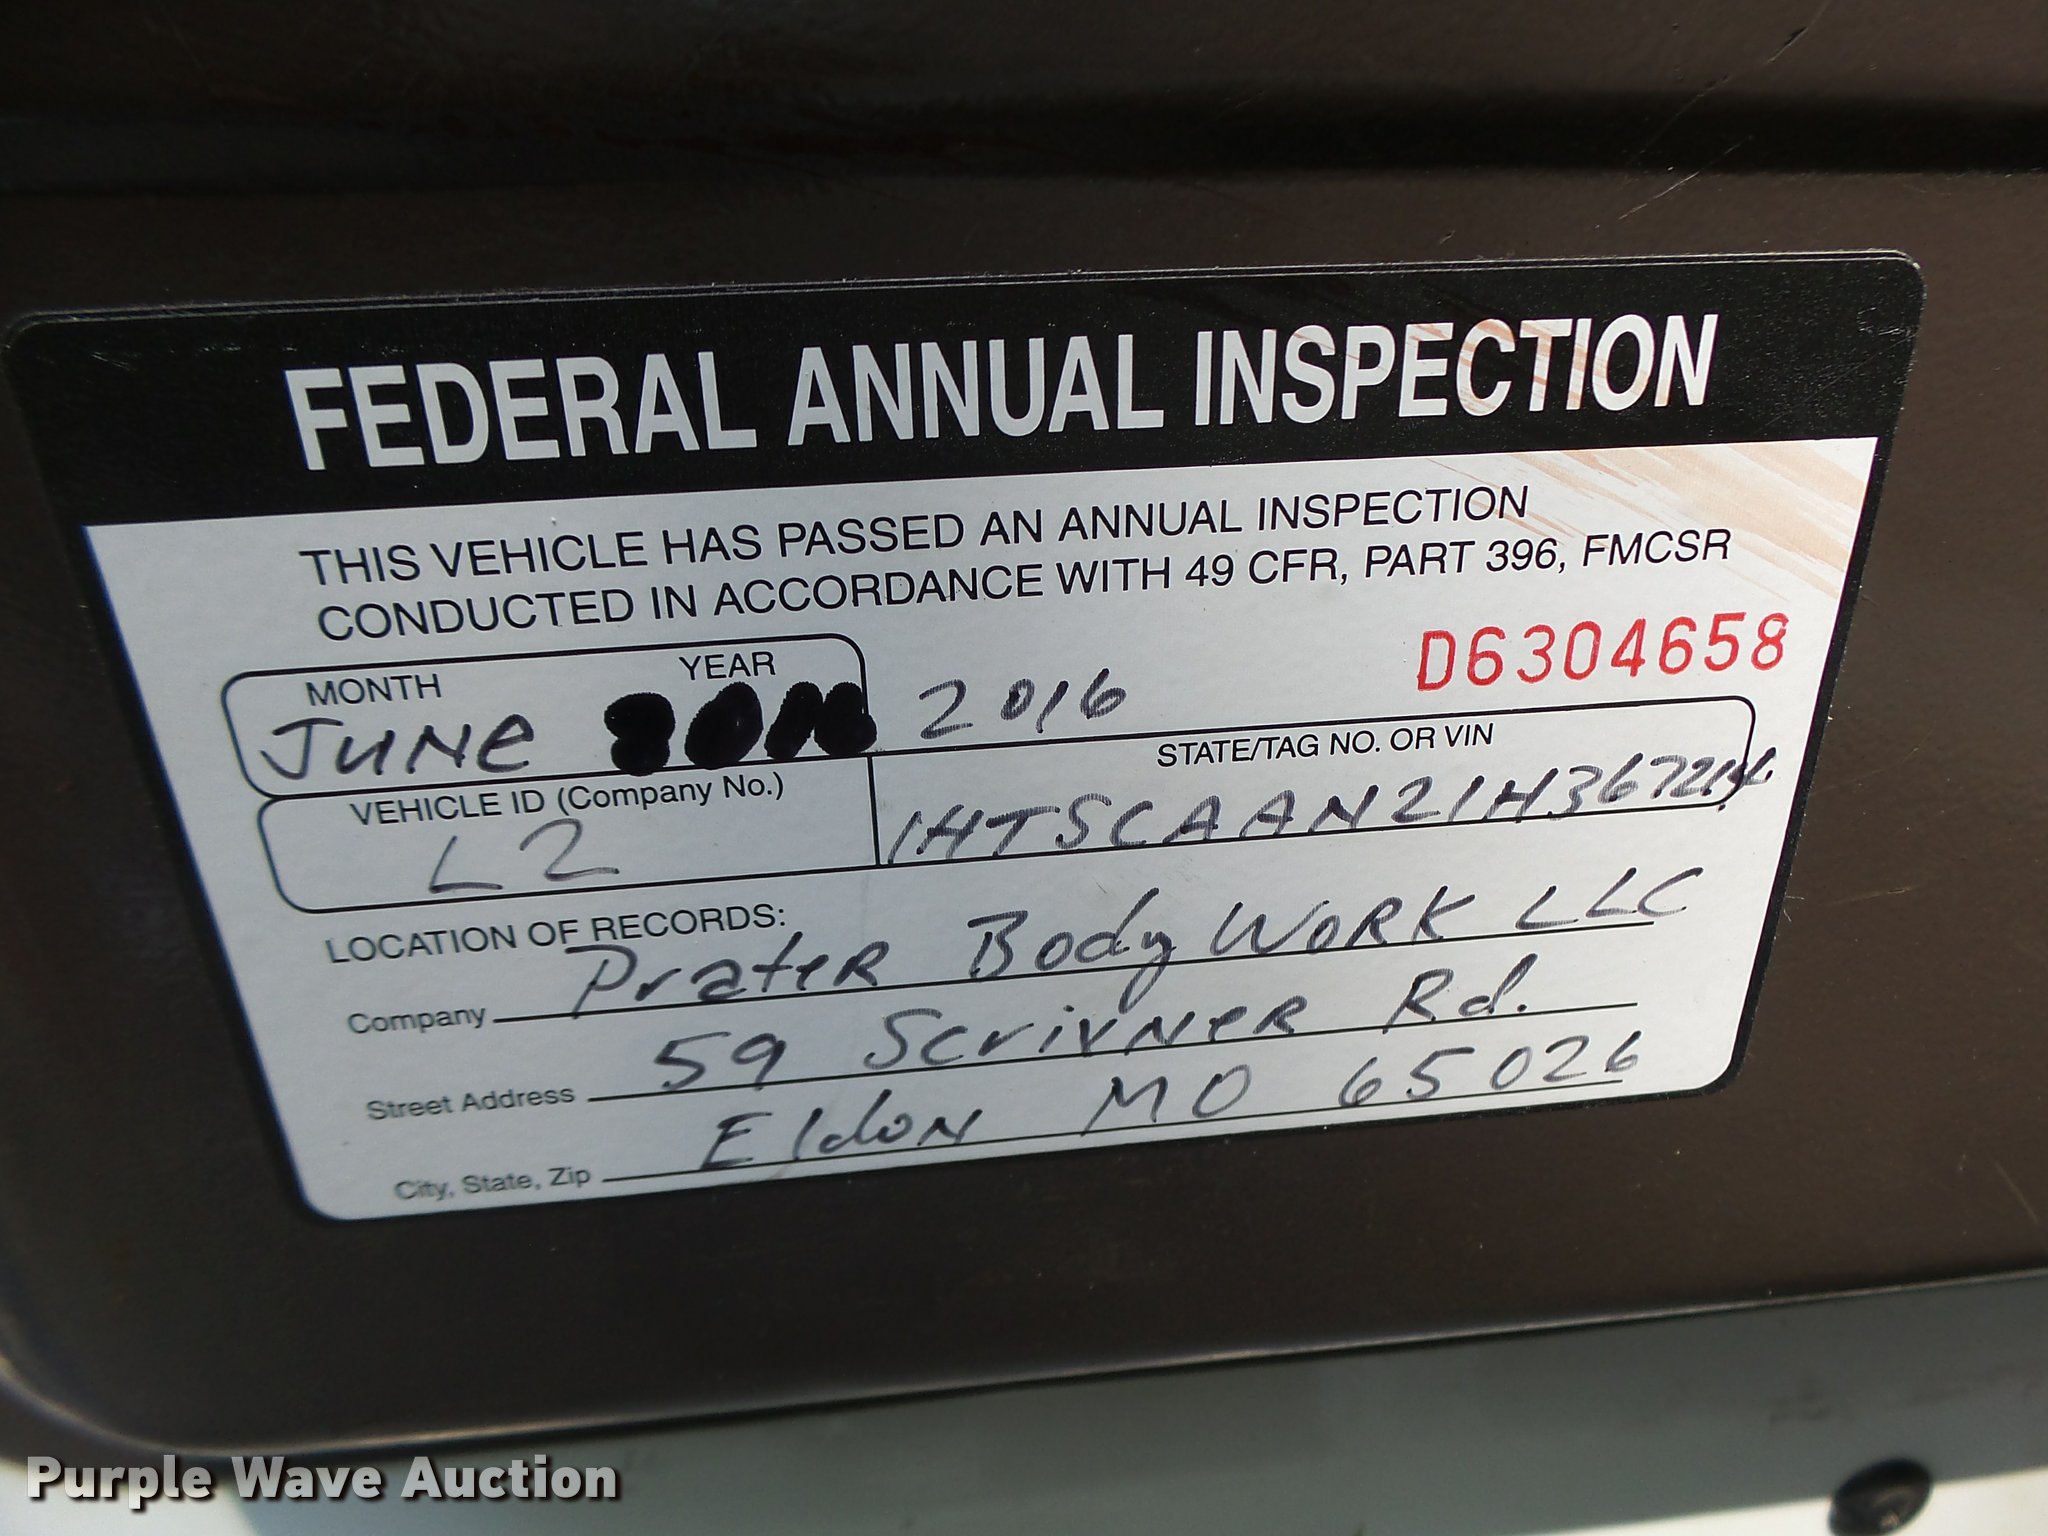 FEDERAL ANNUAL INSPECTION
THIS VEHICLE HAS PASSED AN ANNUAL INSPECTION
CONDUCTED IN ACCORDANCE WITH 49 CFR, PART 396, FMCSR
D6304658
MONTH YEAR
June 2016
STATE/TAG NO. OR VIN
VEHICLE ID (Company No.)
L2
LOCATION OF RECORDS:
Company Prater Body Work LLC
Street Address 59 Scrivner Rd.
City, State, Zip Eldon MO 65026
Purple Wave Auction